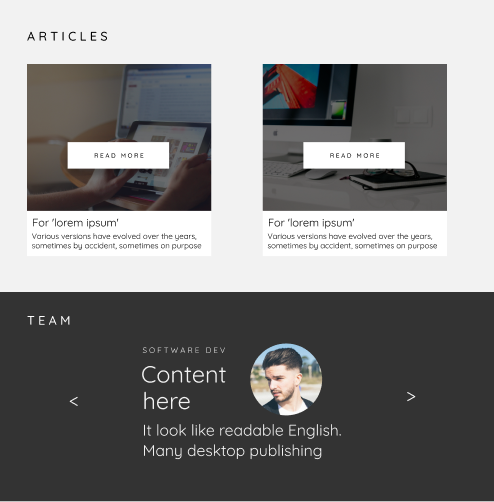 ARTICLES
READ MORE
For 'lorem ipsum'
Various versions have evolved over the years,
sometimes by accident, sometimes on purpose
READ MORE
For 'lorem ipsum'
Various versions have evolved over the years,
sometimes by accident, sometimes on purpose
TEAM
SOFTWARE DEV
Content
here
<
>
It look like readable English.
Many desktop publishing